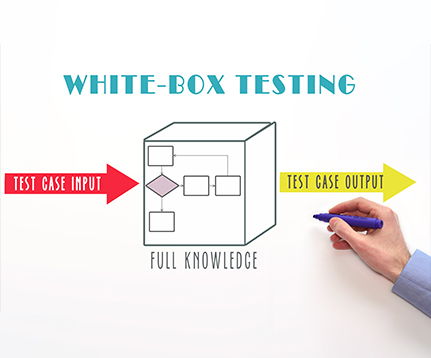 WHITE-BOX TESTING
TEST CASE INPUT
TEST CASE OUTPUT
FULL KNOWLEDGE